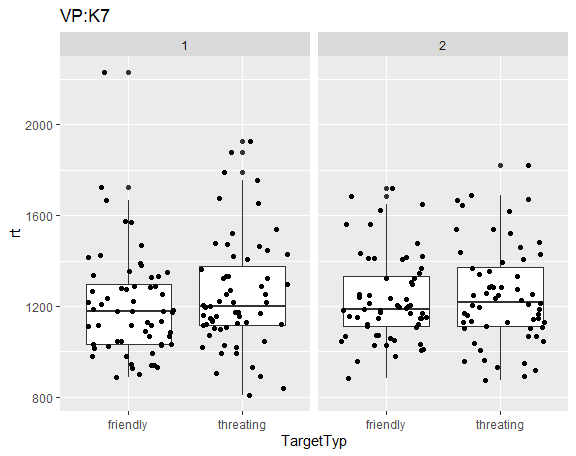 VP:K7
1 2
rt
2000
1600
1200
800
friendly threating friendly threating
TargetTyp